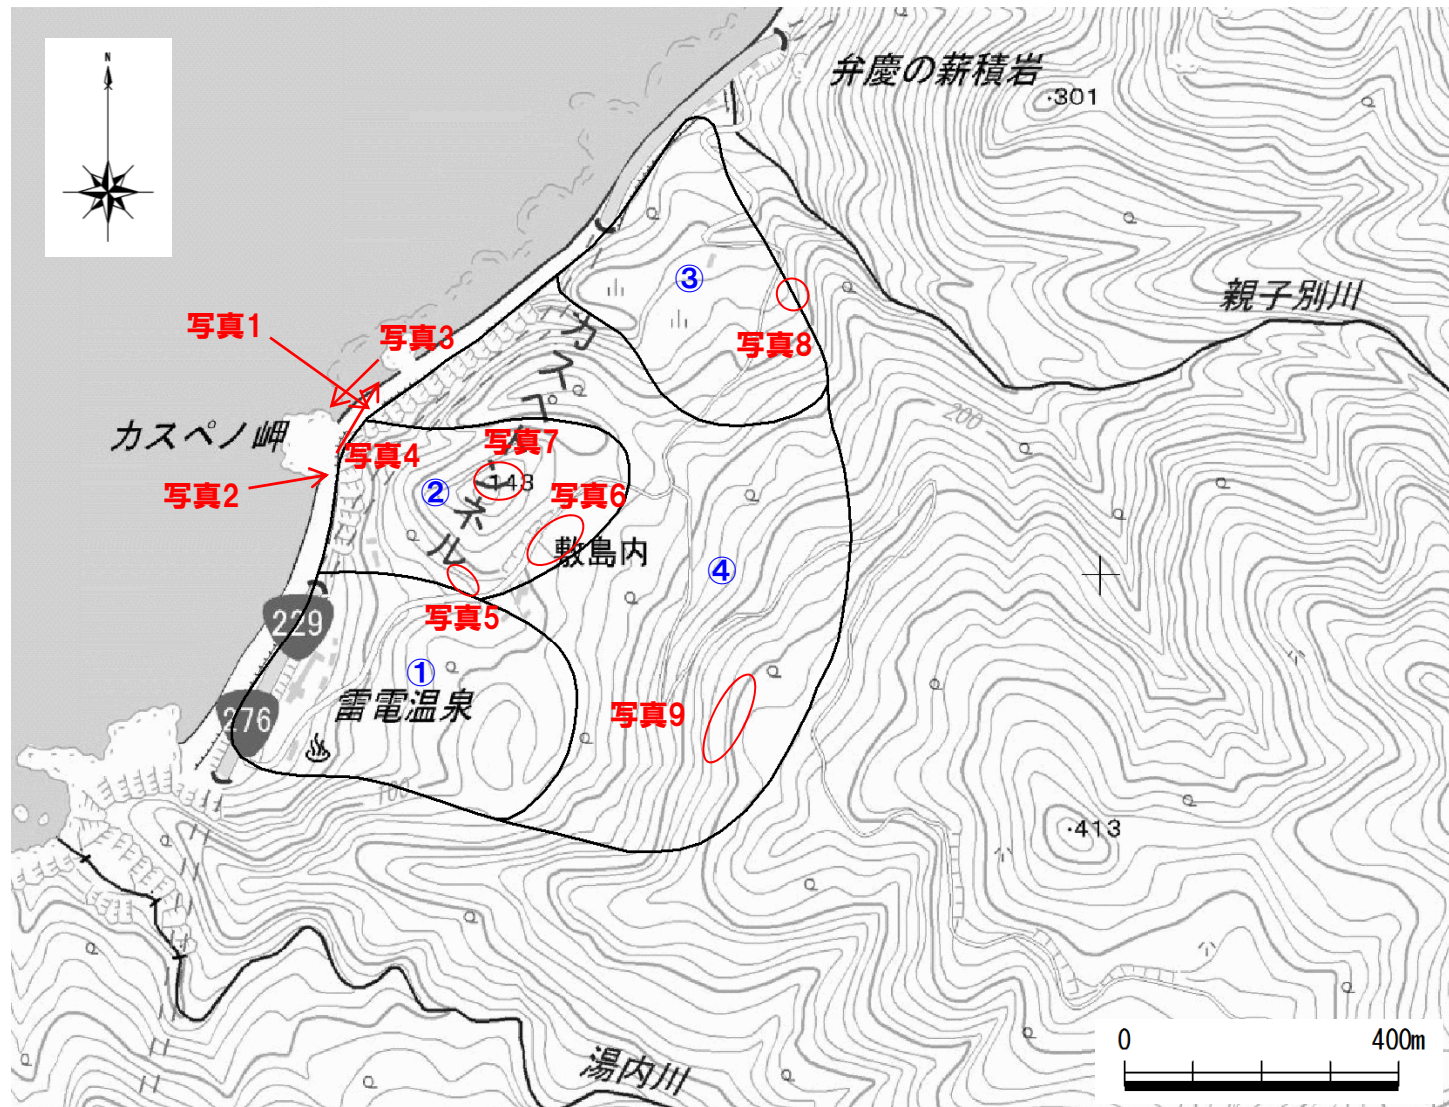 N
弁慶の薪積岩
・301
③
親子別川
写真1
写真3
写真8
カスペノ岬
写真4
写真2
カスペトンネル
200
写真7
143
②
写真6
敷島内
④
写真5
229
①
雷電温泉
276
写真9
100
・413
湯内川
0
400m